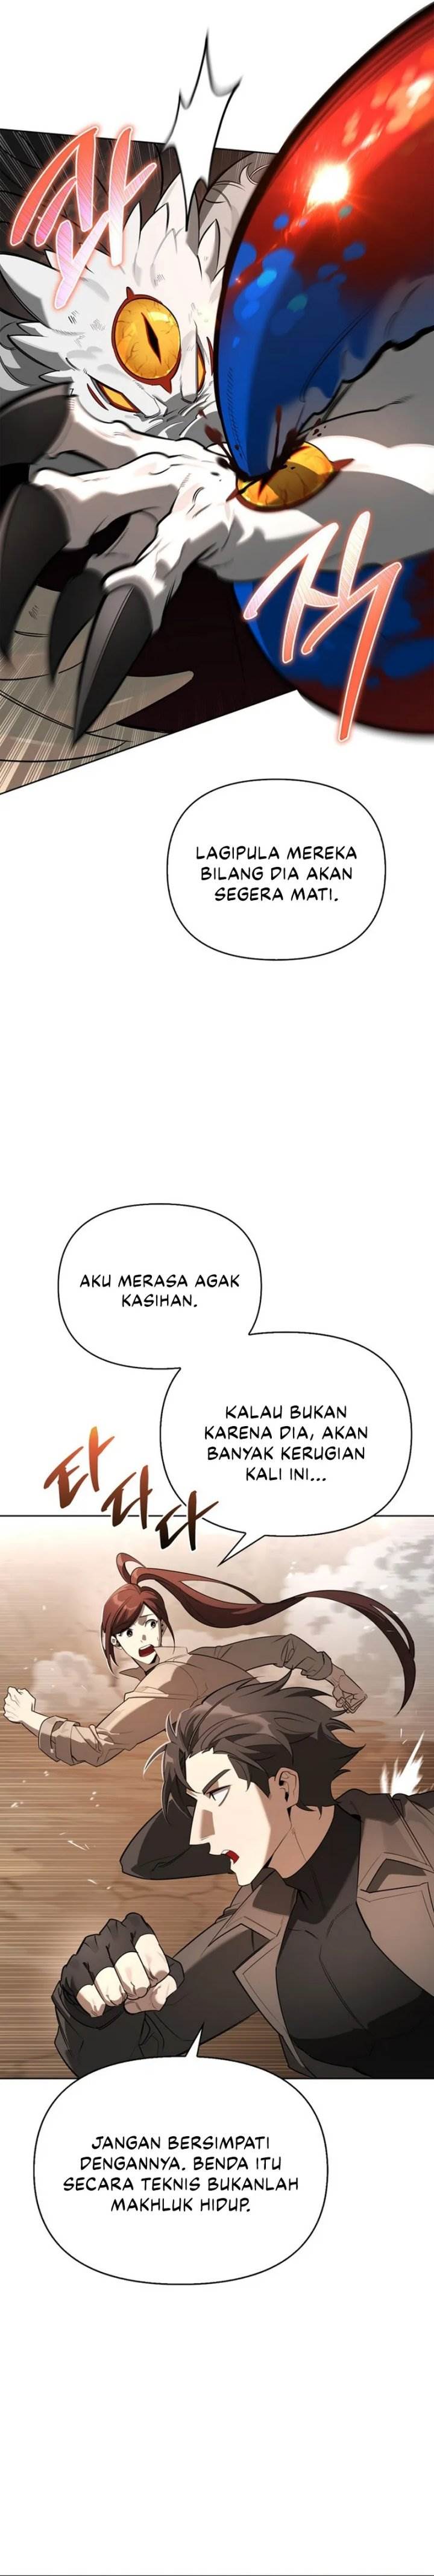 콰
직
LAGIPULA MEREKA
BILANG DIA AKAN
SEGERA MATI.
AKU MERASA AGAK
KASIHAN.
KALAU BUKAN
KARENA DIA, AKAN
BANYAK KERUGIAN
KALI INI...
타
다
다
JANGAN BERSIMPATI
DENGANNYA. BENDA ITU
SECARA TEKNIS BUKANLAH
MAKHLUK HIDUP.